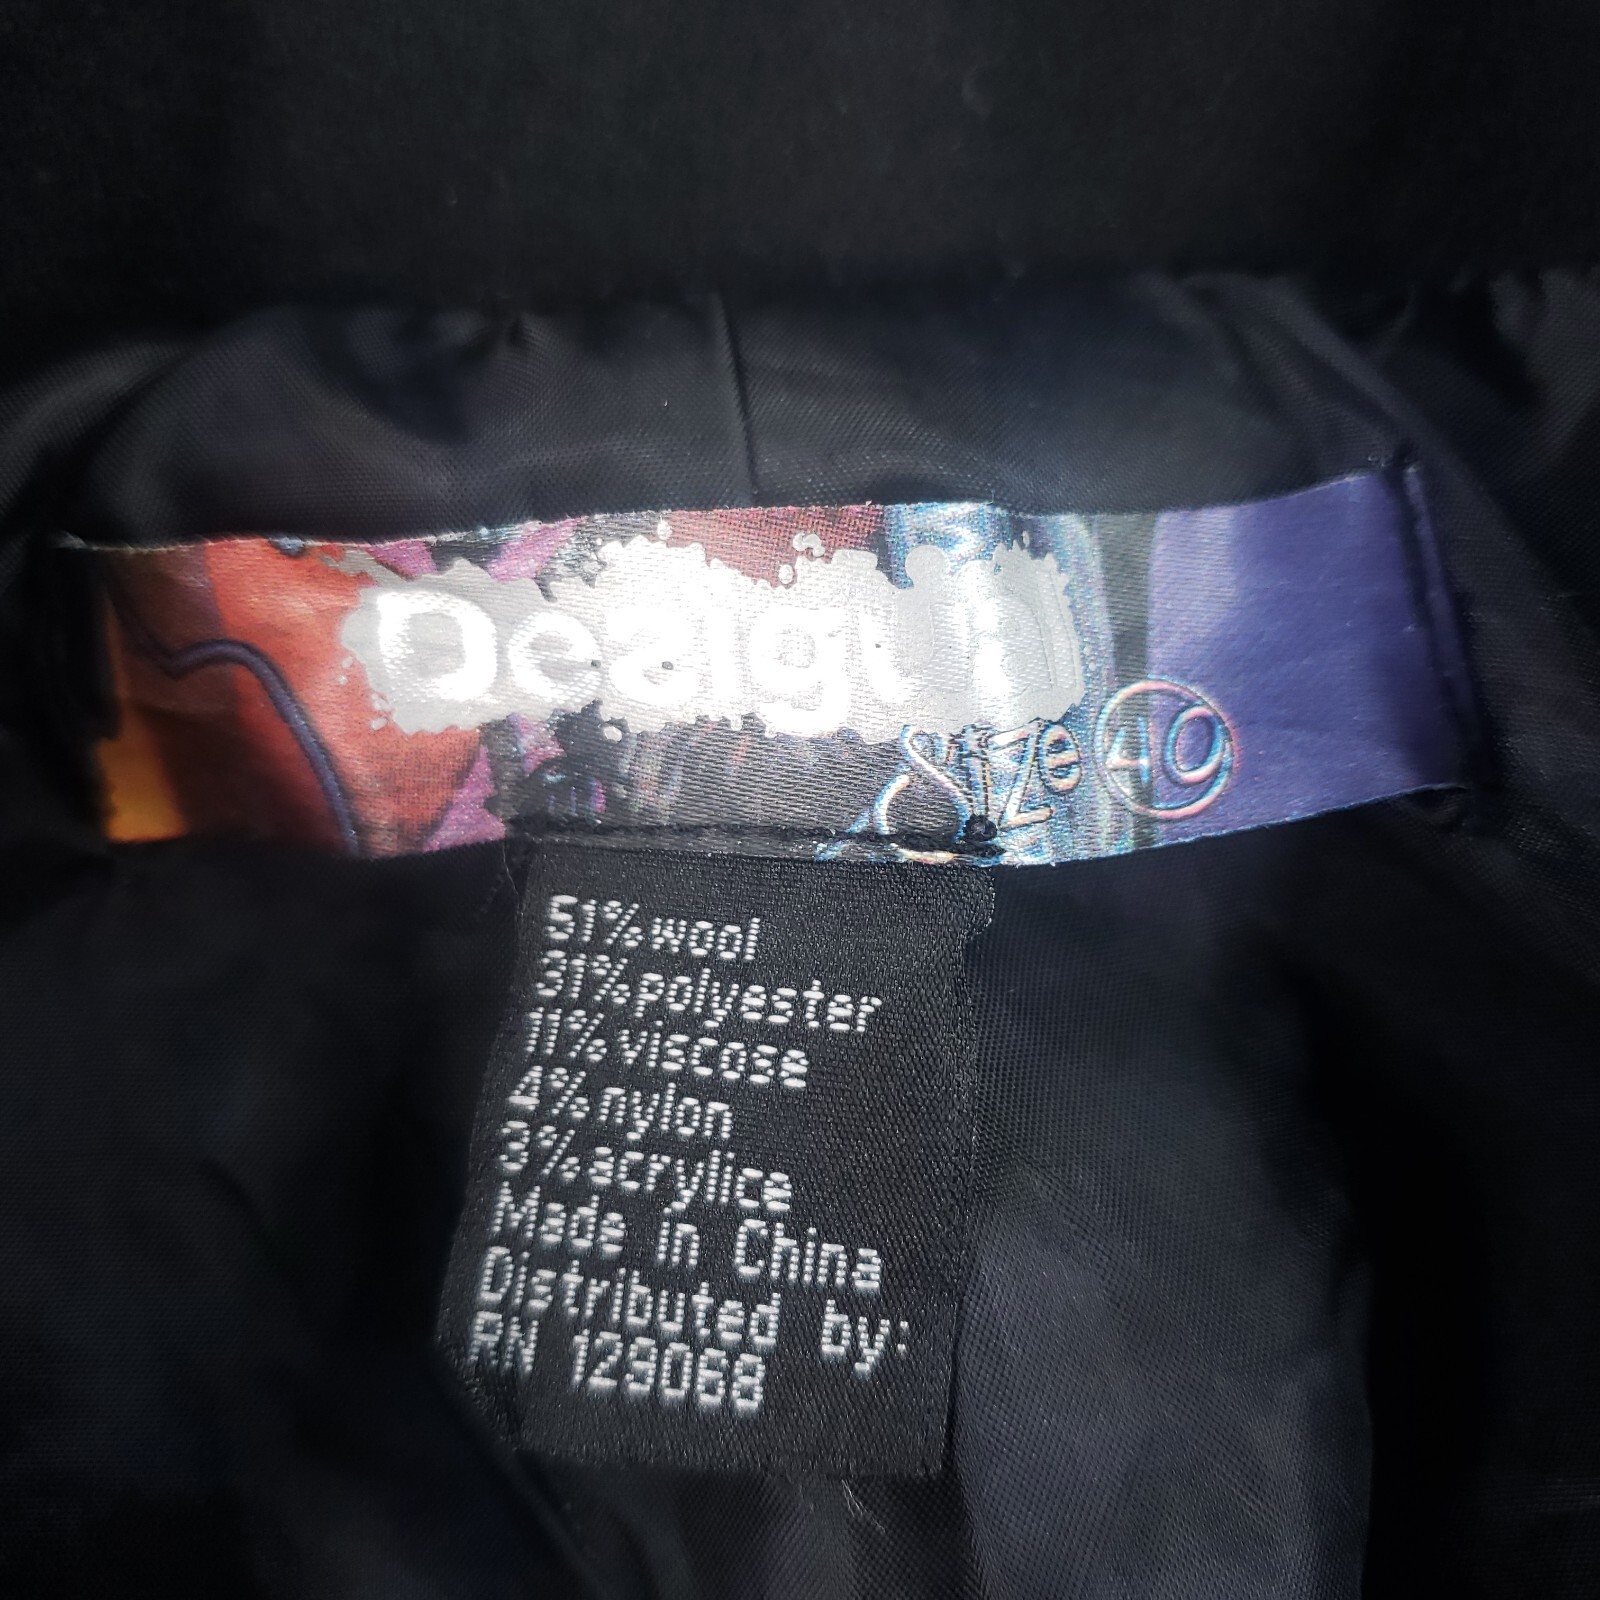 Desigual
Size 40
51% wool
31% polyester
11% viscose
4% nylon
3% acrylice
Made in China
Distributed by:
RN 129068